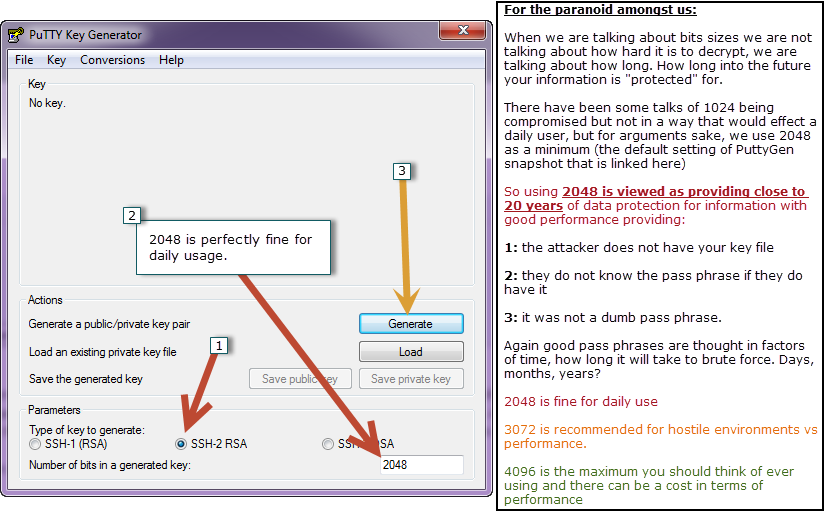 PuTTY Key Generator
File Key Conversions Help
Key
No key.
3
2
2048 is perfectly fine for
daily usage.
Actions
Generate a public/private key pair
Generate
1
Load an existing private key file
Load
Save the generated key
Save public key
Save private key
Parameters
Type of key to generate:
SSH-1 (RSA)
SSH-2 RSA
Number of bits in a generated key:
2048
For the paranoid amongst us:
When we are talking about bits sizes we are not
talking about how hard it is to decrypt, we are
talking about how long. How long into the future
your information is "protected" for.
There have been some talks of 1024 being
compromised but not in a way that would effect a
daily user, but for arguments sake, we use 2048
as a minimum (the default setting of PuttyGen
snapshot that is linked here)
So using 2048 is viewed as providing close to
20 years of data protection for information with
good performance providing:
1: the attacker does not have your key file
2: they do not know the pass phrase if they do
have it
3: it was not a dumb pass phrase.
Again good pass phrases are thought in factors
of time, how long it will take to brute force. Days,
months, years?
2048 is fine for daily use
3072 is recommended for hostile environments vs
performance.
4096 is the maximum you should think of ever
using and there can be a cost in terms of
performance